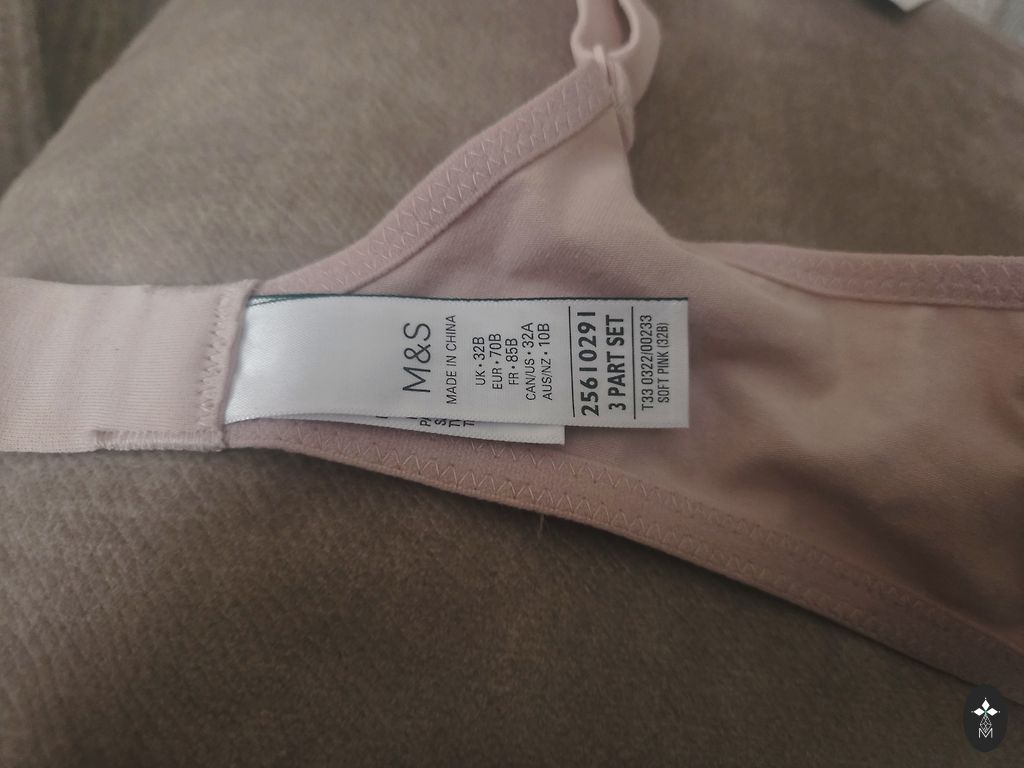 M&S
MADE IN CHINA
UK • 32B
EUR • 70B
FR • 85B
CAN/US • 32A
AUS/NZ • 10B
25610291
3 PART SET
T33 0322/00233
SOFT PINK (32B)
M